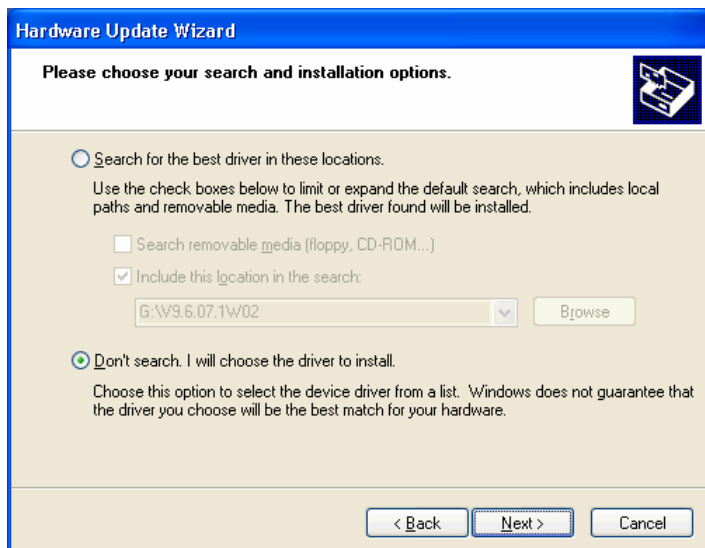 Hardware Update Wizard
Please choose your search and installation options.
Search for the best driver in these locations.
Use the check boxes below to limit or expand the default search, which includes local
paths and removable media. The best driver found will be installed.
Search removable media (floppy, CD-ROM...)
Include this location in the search:
G:\V9.6.07.1W02
Browse
Don't search. I will choose the driver to install.
Choose this option to select the device driver from a list. Windows does not guarantee that
the driver you choose will be the best match for your hardware.
< Back Next > Cancel